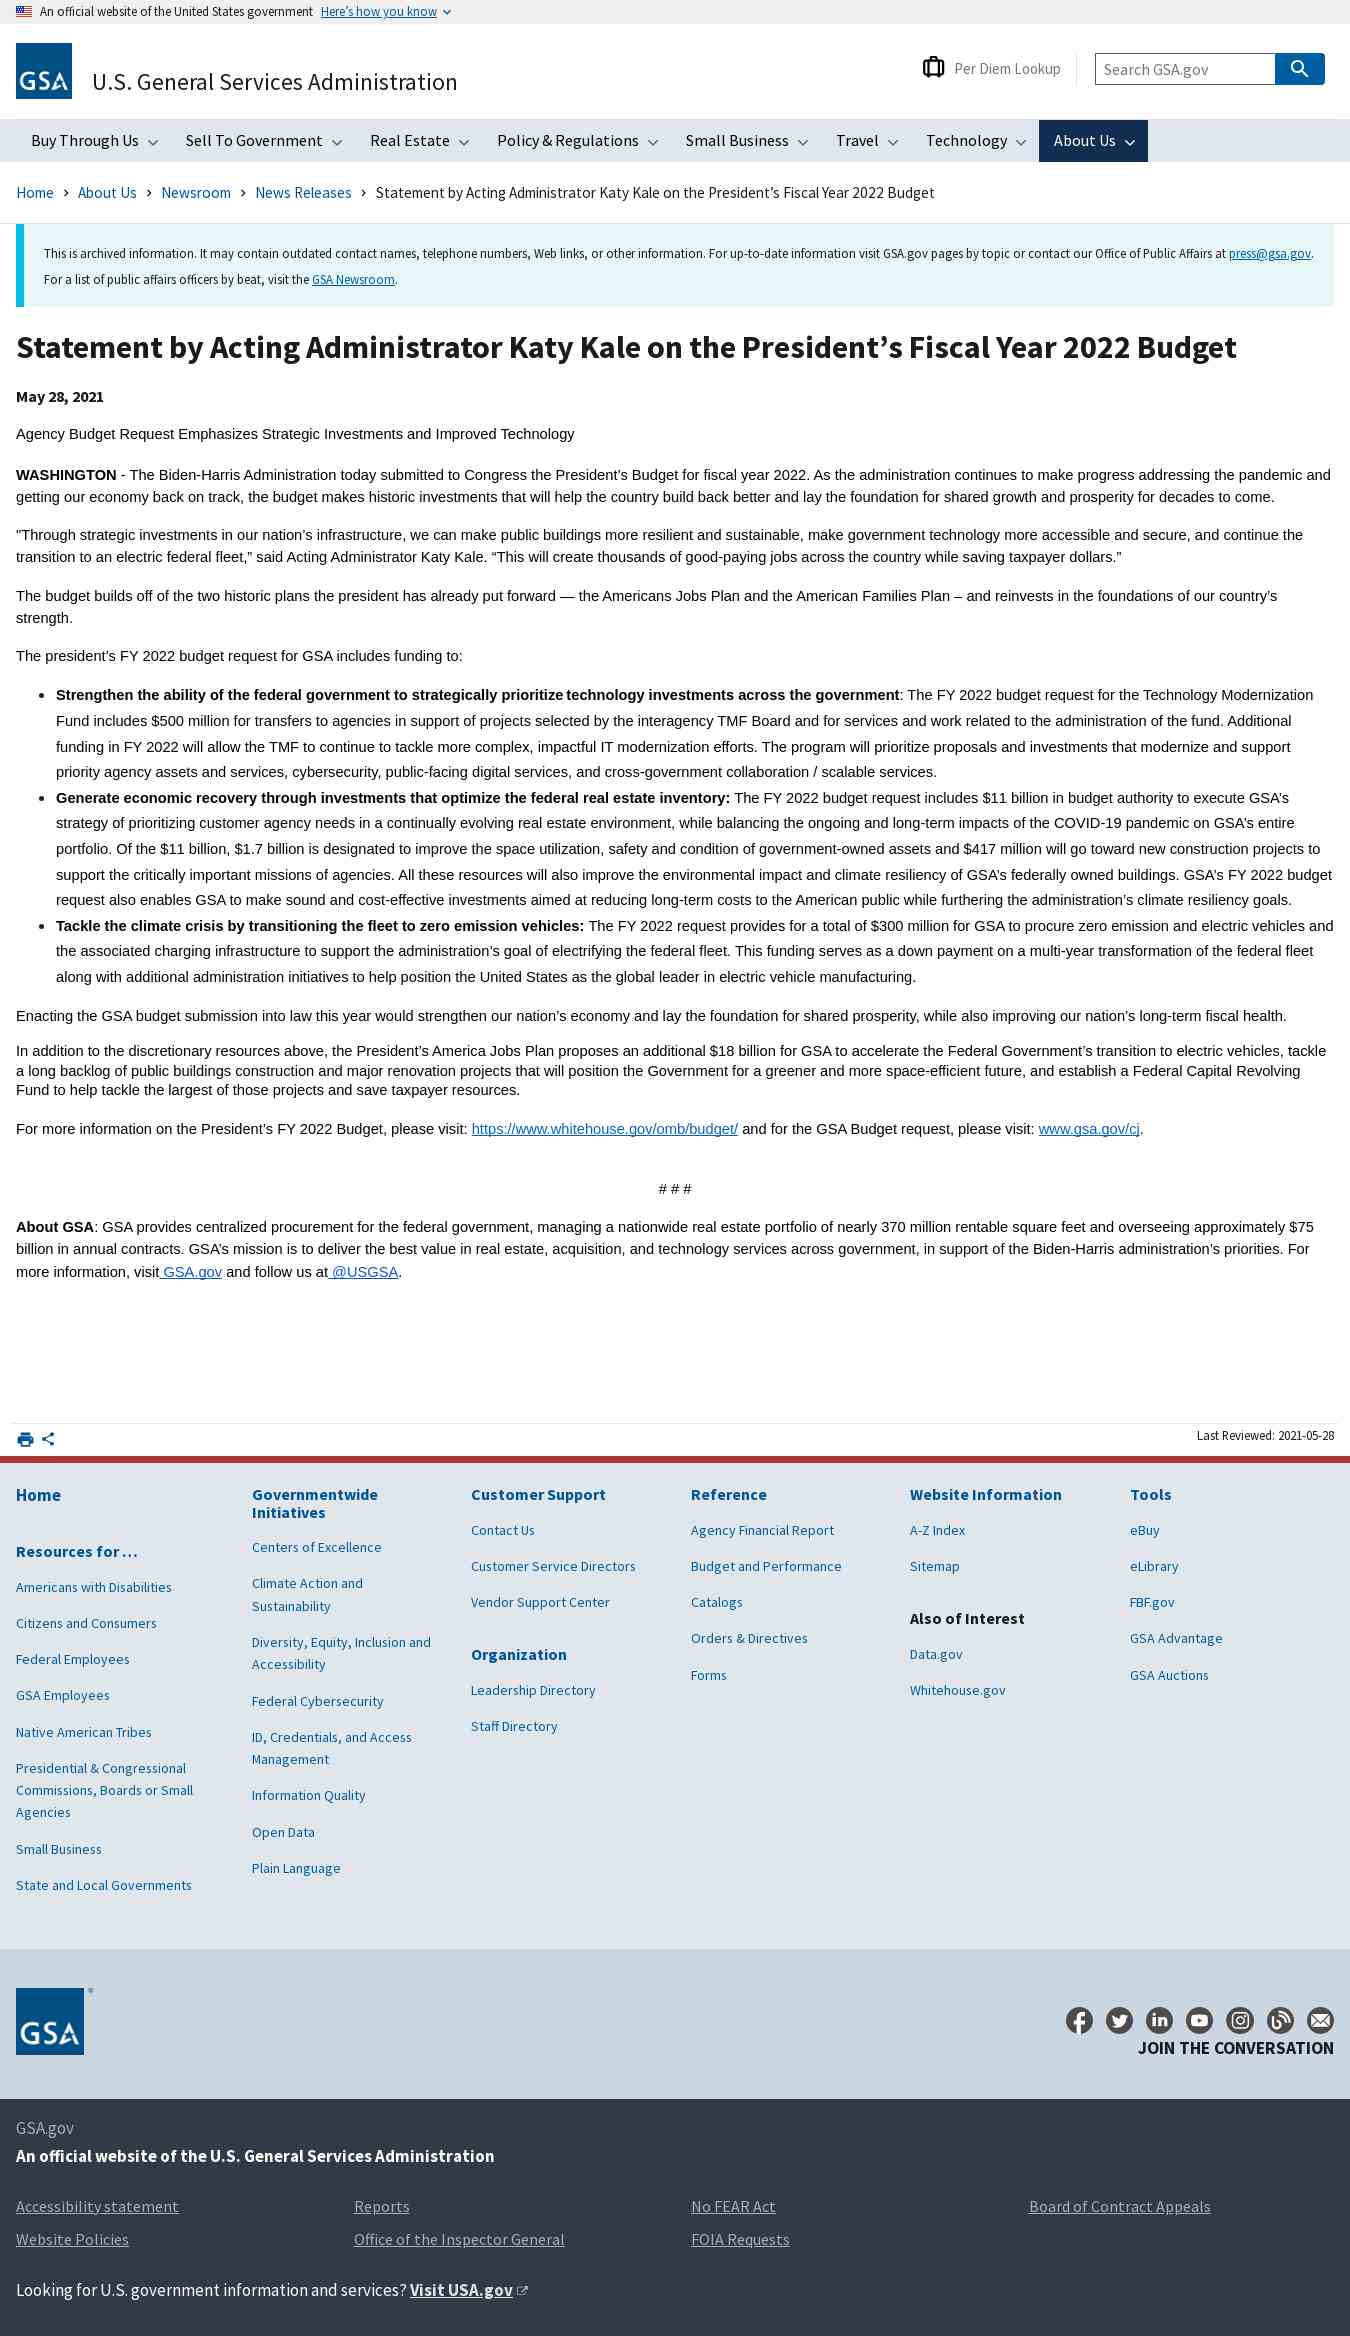 An official website of the United States government Here’s how you know
GSA
U.S. General Services Administration
Per Diem Lookup
Search GSA.gov
Buy Through Us Sell To Government Real Estate Policy & Regulations Small Business Travel Technology About Us
Home About Us Newsroom News Releases Statement by Acting Administrator Katy Kale on the President’s Fiscal Year 2022 Budget
This is archived information. It may contain outdated contact names, telephone numbers, Web links, or other information. For up-to-date information visit GSA.gov pages by topic or contact our Office of Public Affairs at press@gsa.gov.
For a list of public affairs officers by beat, visit the GSA Newsroom.
Statement by Acting Administrator Katy Kale on the President’s Fiscal Year 2022 Budget
May 28, 2021
Agency Budget Request Emphasizes Strategic Investments and Improved Technology
WASHINGTON - The Biden-Harris Administration today submitted to Congress the President’s Budget for fiscal year 2022. As the administration continues to make progress addressing the pandemic and
getting our economy back on track, the budget makes historic investments that will help the country build back better and lay the foundation for shared growth and prosperity for decades to come.
"Through strategic investments in our nation’s infrastructure, we can make public buildings more resilient and sustainable, make government technology more accessible and secure, and continue the
transition to an electric federal fleet,” said Acting Administrator Katy Kale. “This will create thousands of good-paying jobs across the country while saving taxpayer dollars.”
The budget builds off of the two historic plans the president has already put forward — the Americans Jobs Plan and the American Families Plan – and reinvests in the foundations of our country’s
strength.
The president’s FY 2022 budget request for GSA includes funding to:
• Strengthen the ability of the federal government to strategically prioritize technology investments across the government: The FY 2022 budget request for the Technology Modernization
Fund includes $500 million for transfers to agencies in support of projects selected by the interagency TMF Board and for services and work related to the administration of the fund. Additional
funding in FY 2022 will allow the TMF to continue to tackle more complex, impactful IT modernization efforts. The program will prioritize proposals and investments that modernize and support
priority agency assets and services, cybersecurity, public-facing digital services, and cross-government collaboration / scalable services.
• Generate economic recovery through investments that optimize the federal real estate inventory: The FY 2022 budget request includes $11 billion in budget authority to execute GSA’s
strategy of prioritizing customer agency needs in a continually evolving real estate environment, while balancing the ongoing and long-term impacts of the COVID-19 pandemic on GSA’s entire
portfolio. Of the $11 billion, $1.7 billion is designated to improve the space utilization, safety and condition of government-owned assets and $417 million will go toward new construction projects to
support the critically important missions of agencies. All these resources will also improve the environmental impact and climate resiliency of GSA’s federally owned buildings. GSA’s FY 2022 budget
request also enables GSA to make sound and cost-effective investments aimed at reducing long-term costs to the American public while furthering the administration’s climate resiliency goals.
• Tackle the climate crisis by transitioning the fleet to zero emission vehicles: The FY 2022 request provides for a total of $300 million for GSA to procure zero emission and electric vehicles and
the associated charging infrastructure to support the administration’s goal of electrifying the federal fleet. This funding serves as a down payment on a multi-year transformation of the federal fleet
along with additional administration initiatives to help position the United States as the global leader in electric vehicle manufacturing.
Enacting the GSA budget submission into law this year would strengthen our nation’s economy and lay the foundation for shared prosperity, while also improving our nation’s long-term fiscal health.
In addition to the discretionary resources above, the President’s America Jobs Plan proposes an additional $18 billion for GSA to accelerate the Federal Government’s transition to electric vehicles, tackle
a long backlog of public buildings construction and major renovation projects that will position the Government for a greener and more space-efficient future, and establish a Federal Capital Revolving
Fund to help tackle the largest of those projects and save taxpayer resources.
For more information on the President’s FY 2022 Budget, please visit: https://www.whitehouse.gov/omb/budget/ and for the GSA Budget request, please visit: www.gsa.gov/cj.
# # #
About GSA: GSA provides centralized procurement for the federal government, managing a nationwide real estate portfolio of nearly 370 million rentable square feet and overseeing approximately $75
billion in annual contracts. GSA’s mission is to deliver the best value in real estate, acquisition, and technology services across government, in support of the Biden-Harris administration’s priorities. For
more information, visit GSA.gov and follow us at @USGSA.
Last Reviewed: 2021-05-28
Home
Resources for …
Americans with Disabilities
Citizens and Consumers
Federal Employees
GSA Employees
Native American Tribes
Presidential & Congressional
Commissions, Boards or Small
Agencies
Small Business
State and Local Governments
Governmentwide
Initiatives
Centers of Excellence
Climate Action and
Sustainability
Diversity, Equity, Inclusion and
Accessibility
Federal Cybersecurity
ID, Credentials, and Access
Management
Information Quality
Open Data
Plain Language
Customer Support
Contact Us
Customer Service Directors
Vendor Support Center
Organization
Leadership Directory
Staff Directory
Reference
Agency Financial Report
Budget and Performance
Catalogs
Orders & Directives
Forms
Website Information
A-Z Index
Sitemap
Also of Interest
Data.gov
Whitehouse.gov
Tools
eBuy
eLibrary
FBF.gov
GSA Advantage
GSA Auctions
GSA
JOIN THE CONVERSATION
GSA.gov
An official website of the U.S. General Services Administration
Accessibility statement Reports No FEAR Act Board of Contract Appeals
Website Policies Office of the Inspector General FOIA Requests
Looking for U.S. government information and services? Visit USA.gov